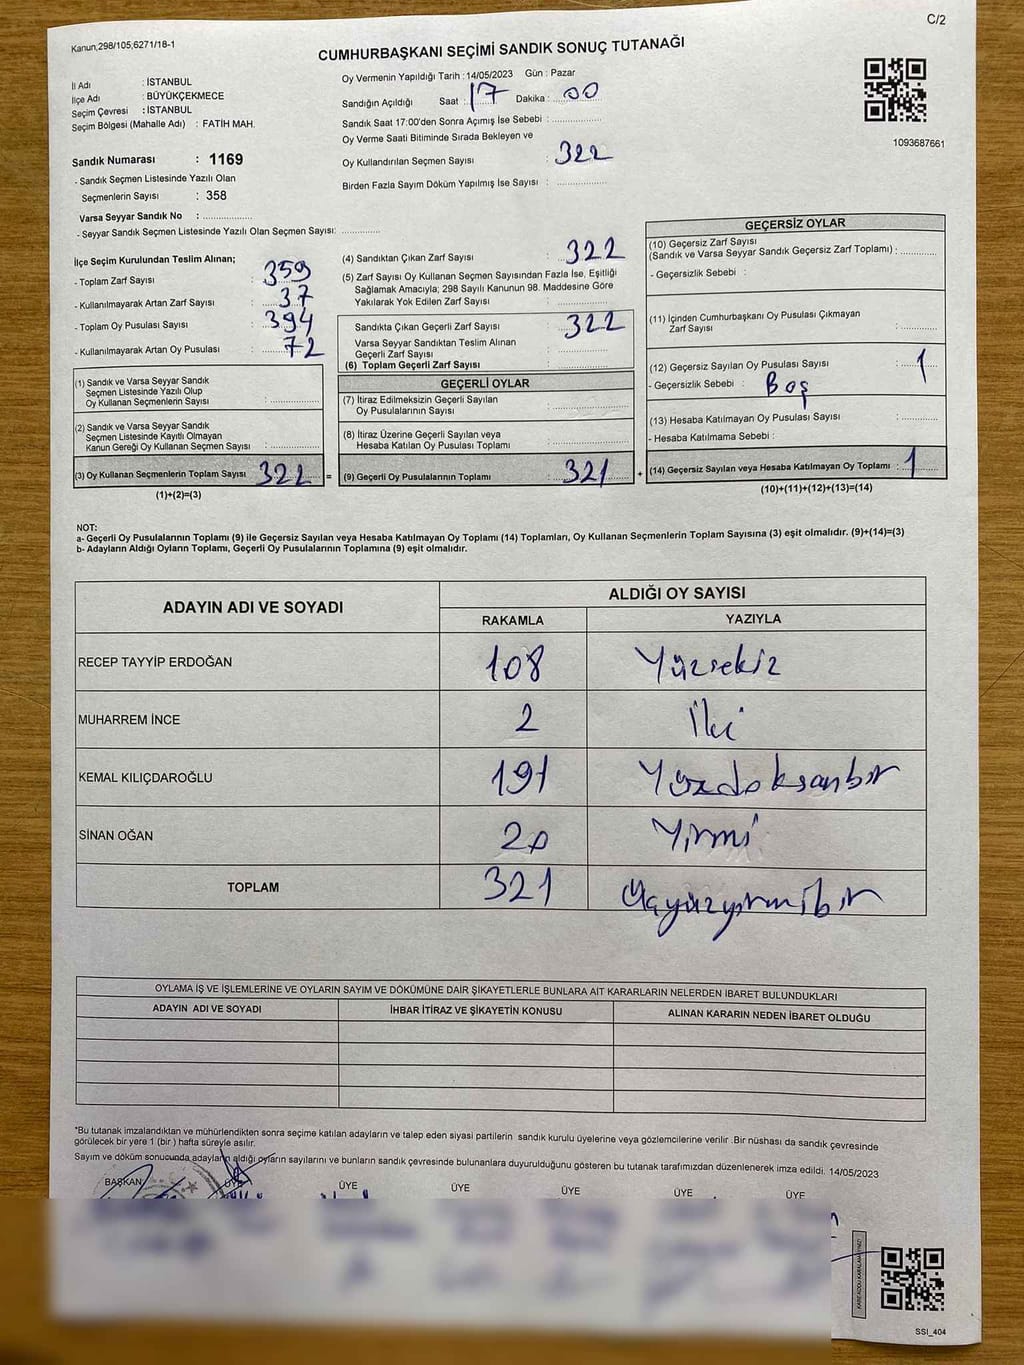 C/2
Kanun,298/105;6271/18-1
CUMHURBAŞKANI SEÇİMİ SANDIK SONUÇ TUTANAĞI
İl Adı : İSTANBUL
İlçe Adı : BÜYÜKÇEKMECE
Seçim Çevresi : İSTANBUL
Seçim Bölgesi (Mahalle Adı) : FATİH MAH.
Sandık Numarası : 1169
- Sandık Seçmen Listesinde Yazılı Olan
Seçmenlerin Sayısı : 358
Varsa Seyyar Sandık No : ..................
- Seyyar Sandık Seçmen Listesinde Yazılı Olan Seçmen Sayısı: ..............
Oy Vermenin Yapıldığı Tarih : 14/05/2023 Gün : Pazar
Sandığın Açıldığı Saat : 17 Dakika : 00
Sandık Saat 17:00'den Sonra Açımış İse Sebebi : ..................
Oy Verme Saati Bitiminde Sırada Bekleyen ve
Oy Kullandırılan Seçmen Sayısı : 322
Birden Fazla Sayım Döküm Yapılmış İse Sayısı : ..................
1093687661
İlçe Seçim Kurulundan Teslim Alınan;
- Toplam Zarf Sayısı : 359
- Kullanılmayarak Artan Zarf Sayısı : 37
- Toplam Oy Pusulası Sayısı : 394
- Kullanılmayarak Artan Oy Pusulası : 72
(1) Sandık ve Varsa Seyyar Sandık
Seçmen Listesinde Yazılı Olup
Oy Kullanan Seçmenlerin Sayısı : ..................
(2) Sandık ve Varsa Seyyar Sandık
Seçmen Listesinde Kayıtlı Olmayan
Kanun Gereği Oy Kullanan Seçmen Sayısı : ..................
(3) Oy Kullanan Seçmenlerin Toplam Sayısı : 322 =
(1)+(2)=(3)
(4) Sandıktan Çıkan Zarf Sayısı : 322
(5) Zarf Sayısı Oy Kullanan Seçmen Sayısından Fazla İse, Eşitliği
Sağlamak Amacıyla; 298 Sayılı Kanunun 98. Maddesine Göre
Yakılarak Yok Edilen Zarf Sayısı : ..................
Sandıkta Çıkan Geçerli Zarf Sayısı : 322
Varsa Seyyar Sandıktan Teslim Alınan
Geçerli Zarf Sayısı : ..................
(6) Toplam Geçerli Zarf Sayısı : ..................
GEÇERLİ OYLAR
(7) İtiraz Edilmeksizin Geçerli Sayılan
Oy Pusulalarının Sayısı : ..................
(8) İtiraz Üzerine Geçerli Sayılan veya
Hesaba Katılan Oy Pusulası Toplamı : ..................
(9) Geçerli Oy Pusulalarının Toplamı : 321 +
GEÇERSİZ OYLAR
(10) Geçersiz Zarf Sayısı
(Sandık ve Varsa Seyyar Sandık Geçersiz Zarf Toplamı) : ..............
- Geçersizlik Sebebi :
(11) İçinden Cumhurbaşkanı Oy Pusulası Çıkmayan
Zarf Sayısı : ..............
(12) Geçersiz Sayılan Oy Pusulası Sayısı : 1
- Geçersizlik Sebebi : Boş
(13) Hesaba Katılmayan Oy Pusulası Sayısı : ..............
- Hesaba Katılmama Sebebi :
(14) Geçersiz Sayılan veya Hesaba Katılmayan Oy Toplamı : 1
(10)+(11)+(12)+(13)=(14)
NOT:
a- Geçerli Oy Pusulalarının Toplamı (9) ile Geçersiz Sayılan veya Hesaba Katılmayan Oy Toplamı (14) Toplamları, Oy Kullanan Seçmenlerin Toplam Sayısına (3) eşit olmalıdır. (9)+(14)=(3)
b- Adayların Aldığı Oyların Toplamı, Geçerli Oy Pusulalarının Toplamına (9) eşit olmalıdır.
ADAYIN ADI VE SOYADI ALDIĞI OY SAYISI
RAKAMLA YAZIYLA
RECEP TAYYİP ERDOĞAN 108 Yüzsekiz
MUHARREM İNCE 2 İki
KEMAL KILIÇDAROĞLU 191 Yüzdoksanbir
SİNAN OĞAN 20 Yirmi
TOPLAM 321 Üçyüzyirmibir
OYLAMA İŞ VE İŞLEMLERİNE VE OYLARIN SAYIM VE DÖKÜMÜNE DAİR ŞİKAYETLERLE BUNLARA AİT KARARLARIN NELERDEN İBARET BULUNDUKLARI
ADAYIN ADI VE SOYADI İHBAR İTİRAZ VE ŞİKAYETİN KONUSU ALINAN KARARIN NEDEN İBARET OLDUĞU
*Bu tutanak imzalandıktan ve mühürlendikten sonra seçime katılan adayların ve talep eden siyasi partilerin sandık kurulu üyelerine veya gözlemcilerine verilir .Bir nüshası da sandık çevresinde
görülecek bir yere 1 (bir ) hafta süreyle asılır.
Sayım ve döküm sonucunda adayların aldığı oyların sayılarını ve bunların sandık çevresinde bulunanlara duyurulduğunu gösteren bu tutanak tarafımızdan düzenlenerek imza edildi. 14/05/2023
BAŞKAN ÜYE ÜYE ÜYE ÜYE ÜYE ÜYE
SSI_404